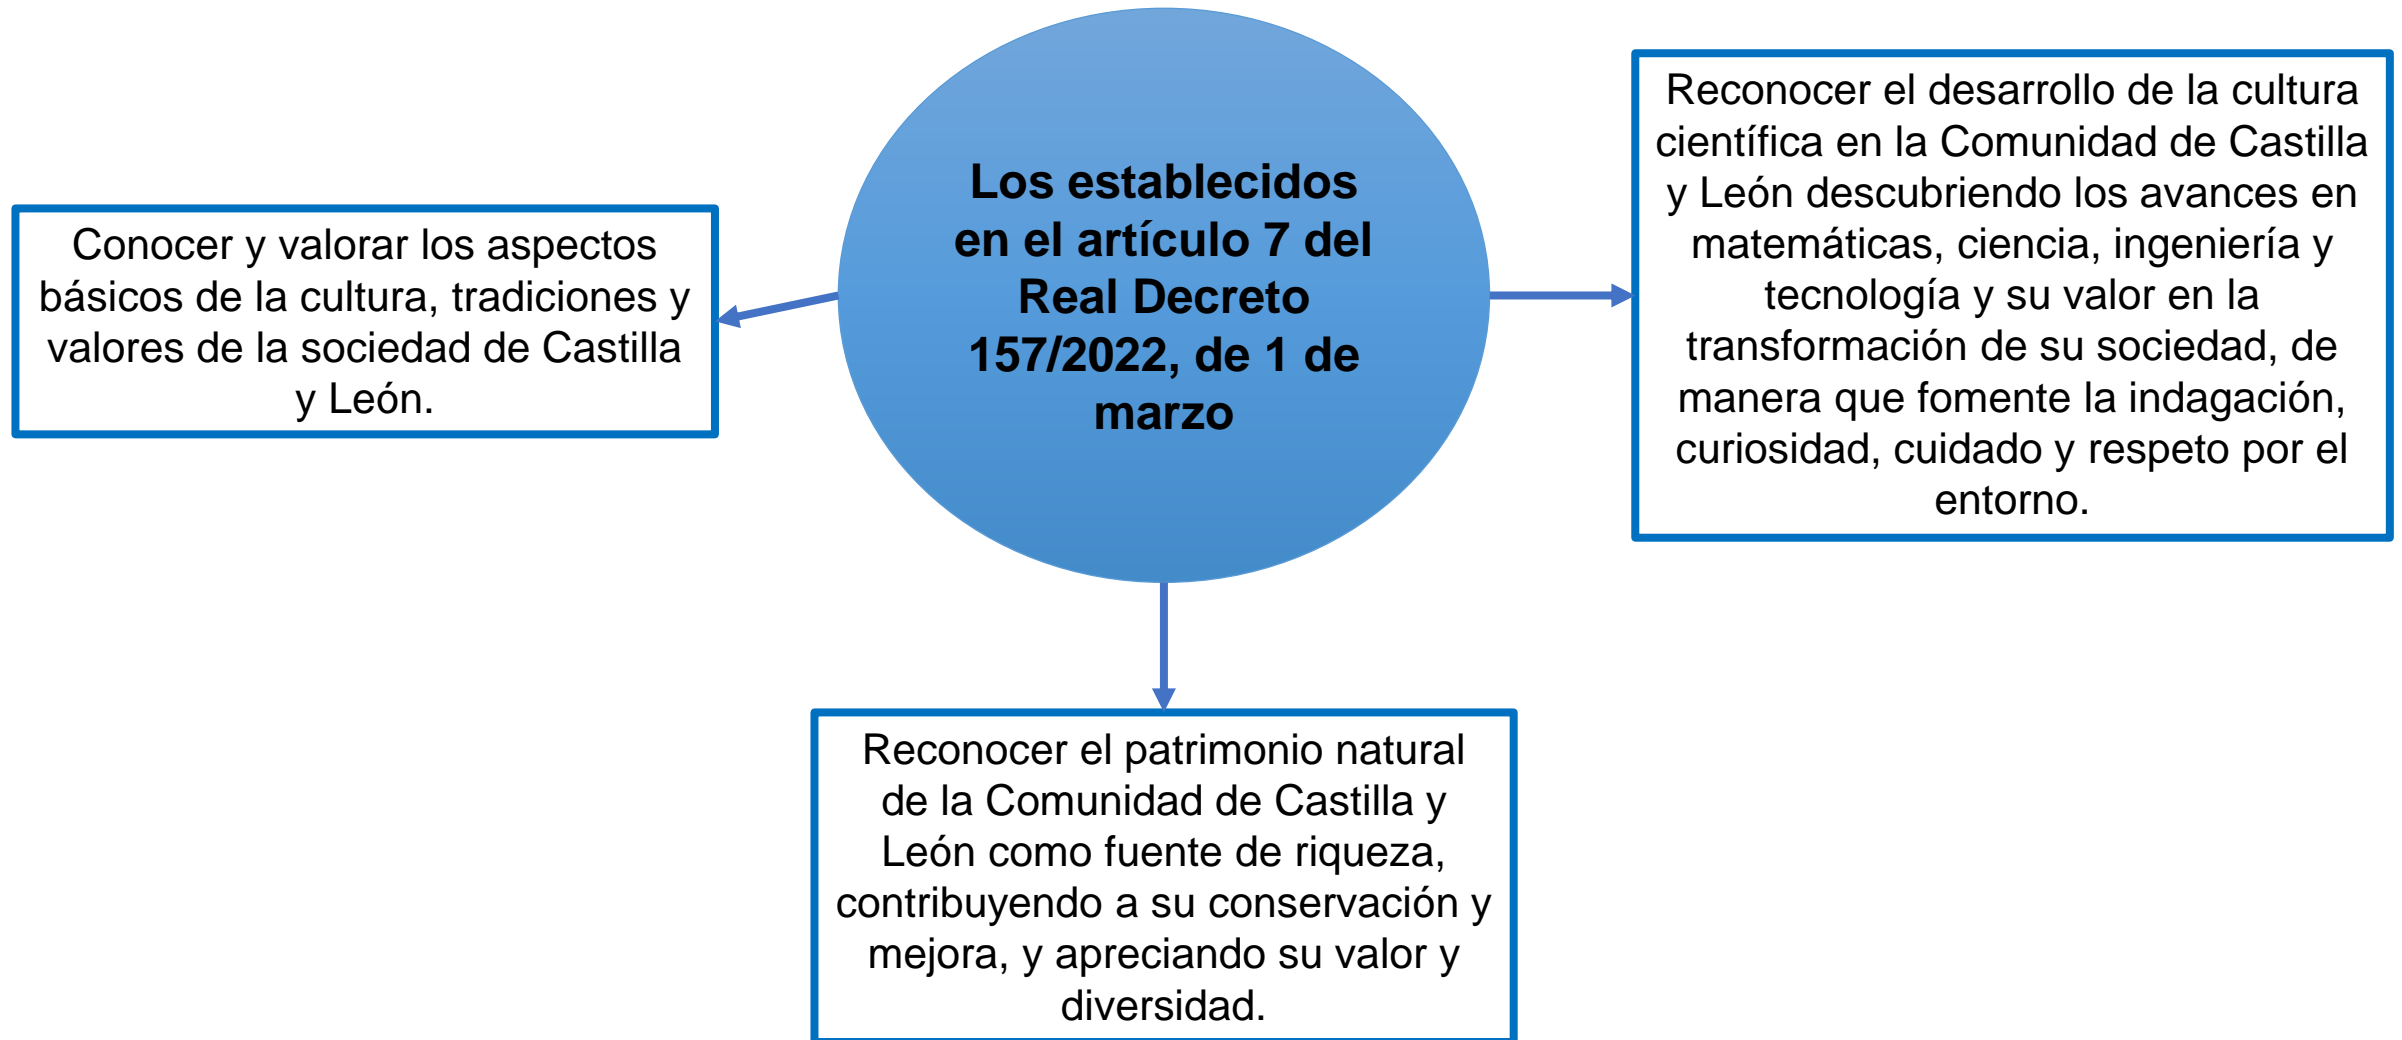 Los establecidos
en el artículo 7 del
Real Decreto
157/2022, de 1 de
marzo
Conocer y valorar los aspectos
básicos de la cultura, tradiciones y
valores de la sociedad de Castilla
y León.
Reconocer el desarrollo de la cultura
científica en la Comunidad de Castilla
y León descubriendo los avances en
matemáticas, ciencia, ingeniería y
tecnología y su valor en la
transformación de su sociedad, de
manera que fomente la indagación,
curiosidad, cuidado y respeto por el
entorno.
Reconocer el patrimonio natural
de la Comunidad de Castilla y
León como fuente de riqueza,
contribuyendo a su conservación y
mejora, y apreciando su valor y
diversidad.